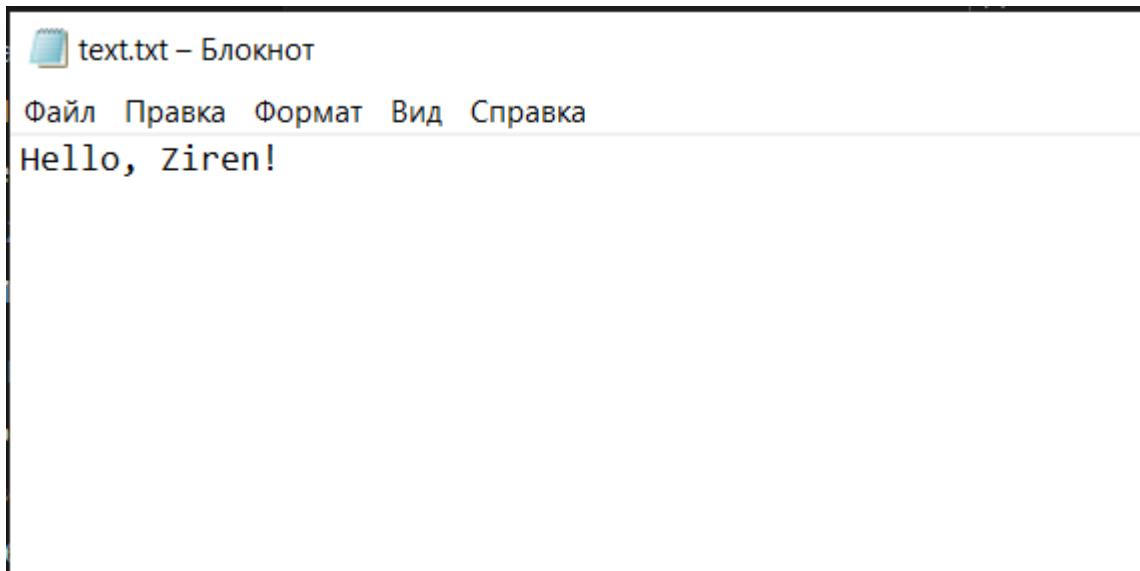 text.txt – Блокнот
Файл Правка Формат Вид Справка
Hello, Ziren!